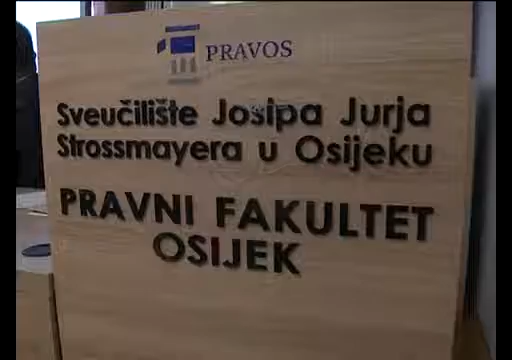 PRAVOS
Sveučilište Josipa Jurja
Strossmayera u Osijeku
PRAVNI FAKULTET
OSIJEK